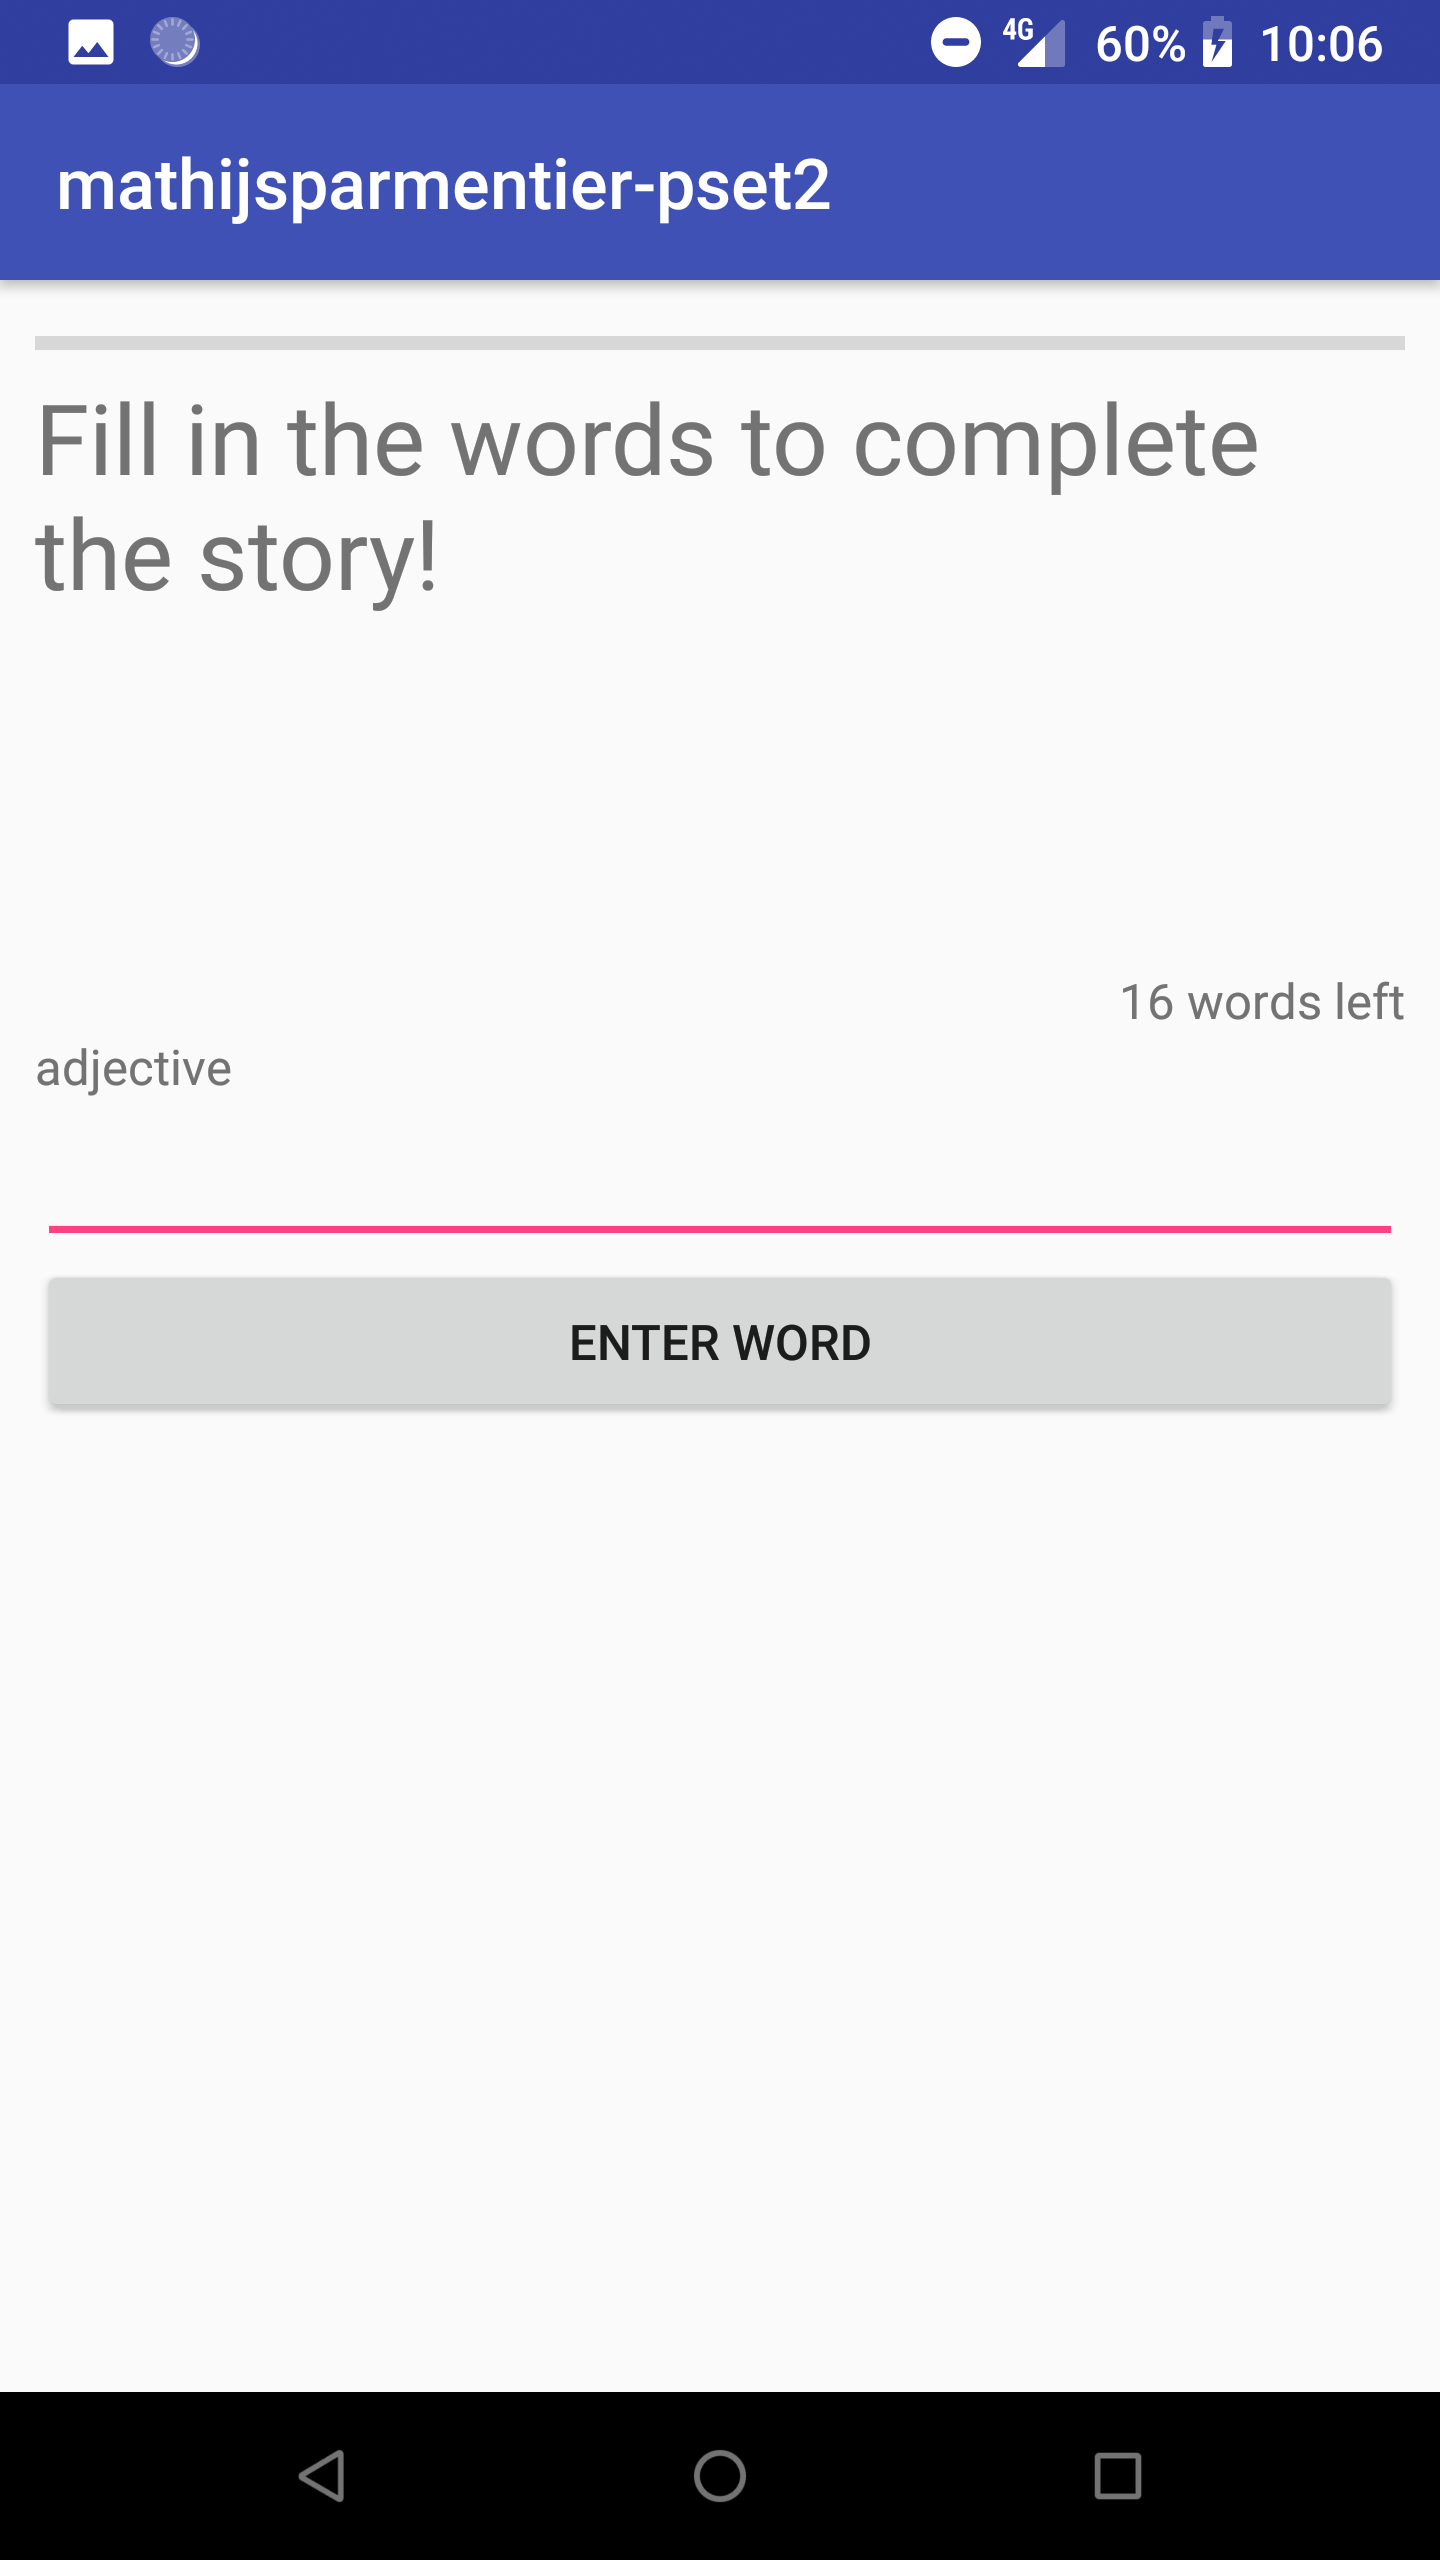 4G 60% 10:06
mathijsparmentier-pset2
Fill in the words to complete
the story!
16 words left
adjective
ENTER WORD